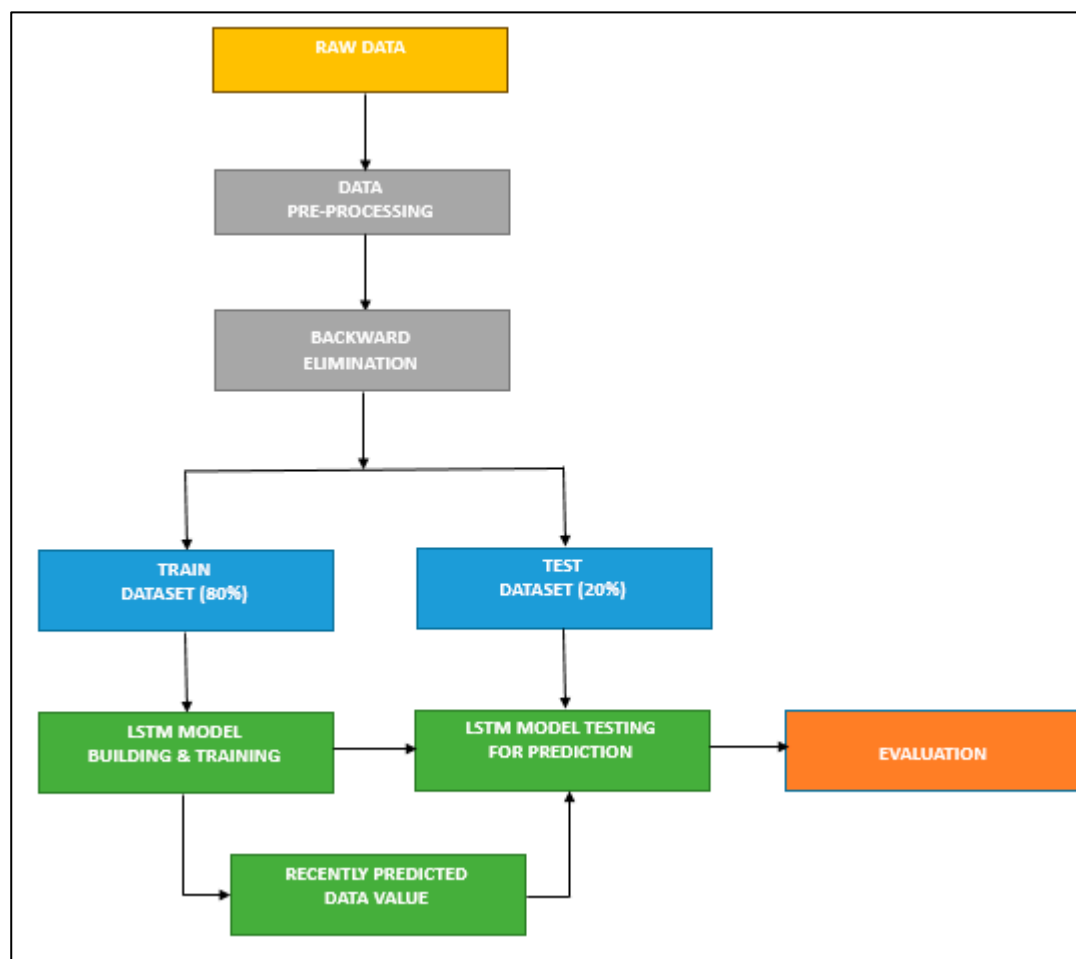 RAW DATA
DATA
PRE-PROCESSING
BACKWARD
ELIMINATION
TRAIN
DATASET (80%)
TEST
DATASET (20%)
LSTM MODEL
BUILDING & TRAINING
LSTM MODEL TESTING
FOR PREDICTION
EVALUATION
RECENTLY PREDICTED
DATA VALUE